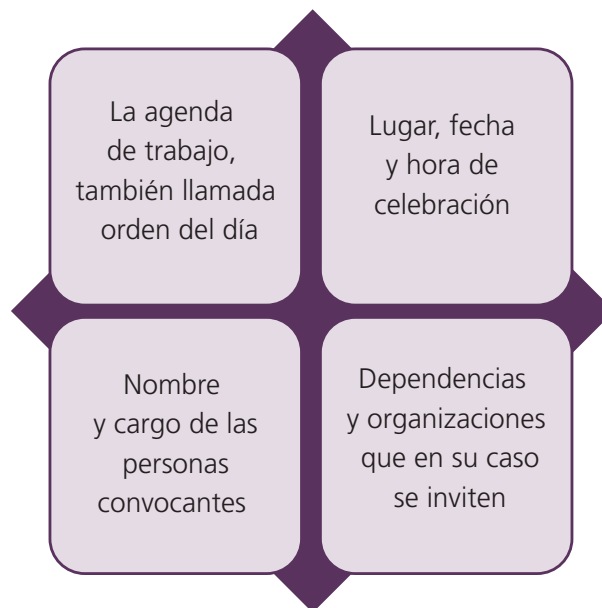 La agenda
de trabajo,
también llamada
orden del día
Lugar, fecha
y hora de
celebración
Nombre
y cargo de las
personas
convocantes
Dependencias
y organizaciones
que en su caso
se inviten